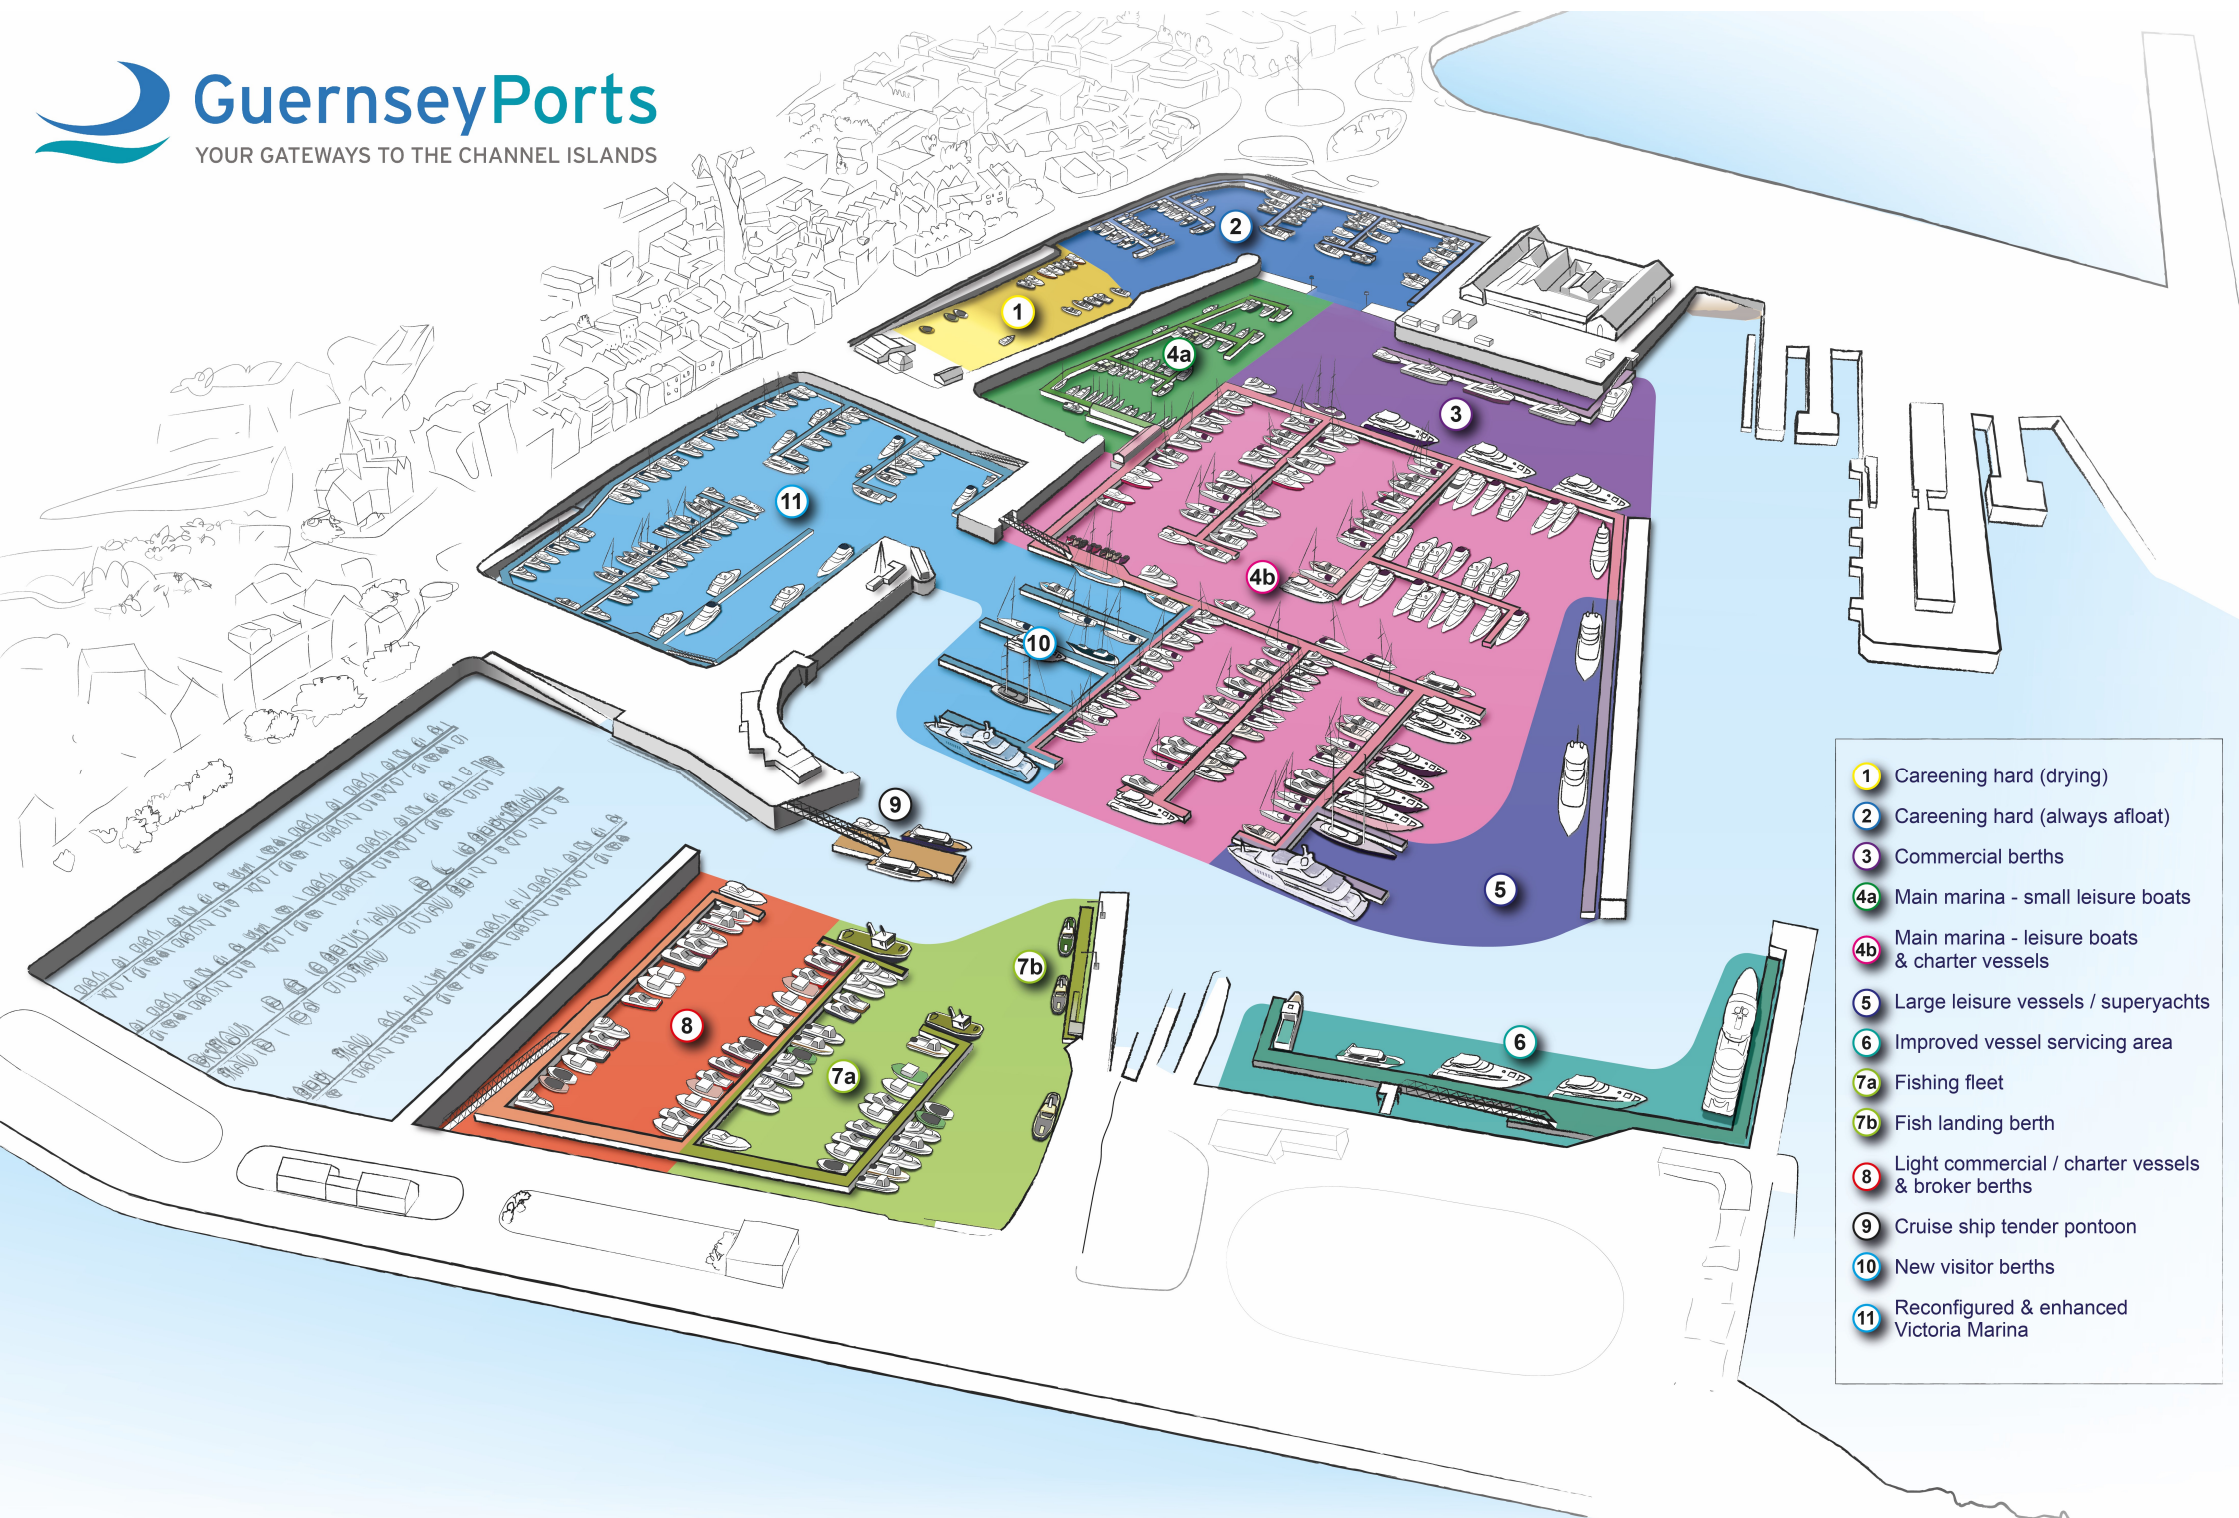 GuernseyPorts
YOUR GATEWAYS TO THE CHANNEL ISLANDS
2
1
4a
3
11
4b
10
9
5
7b
8
6
7a
1 Careening hard (drying)
2 Careening hard (always afloat)
3 Commercial berths
4a Main marina - small leisure boats
4b Main marina - leisure boats
& charter vessels
5 Large leisure vessels / superyachts
6 Improved vessel servicing area
7a Fishing fleet
7b Fish landing berth
8 Light commercial / charter vessels
& broker berths
9 Cruise ship tender pontoon
10 New visitor berths
11 Reconfigured & enhanced
Victoria Marina